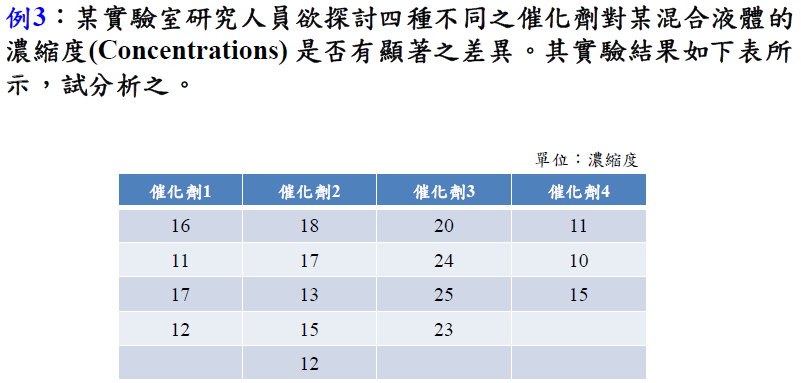 例3：某實驗室研究人員欲探討四種不同之催化劑對某混合液體的
濃縮度(Concentrations) 是否有顯著之差異。其實驗結果如下表所
示，試分析之。
單位：濃縮度
催化劑1 催化劑2 催化劑3 催化劑4
16 18 20 11
11 17 24 10
17 13 25 15
12 15 23
12